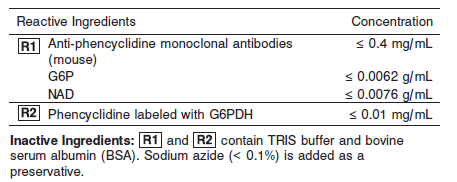 Reactive Ingredients Concentration
R1 Anti-phencyclidine monoclonal antibodies ≤ 0.4 mg/mL
(mouse)
G6P ≤ 0.0062 g/mL
NAD ≤ 0.0076 g/mL
R2 Phencyclidine labeled with G6PDH ≤ 0.01 mg/mL
Inactive Ingredients: R1 and R2 contain TRIS buffer and bovine
serum albumin (BSA). Sodium azide (< 0.1%) is added as a
preservative.